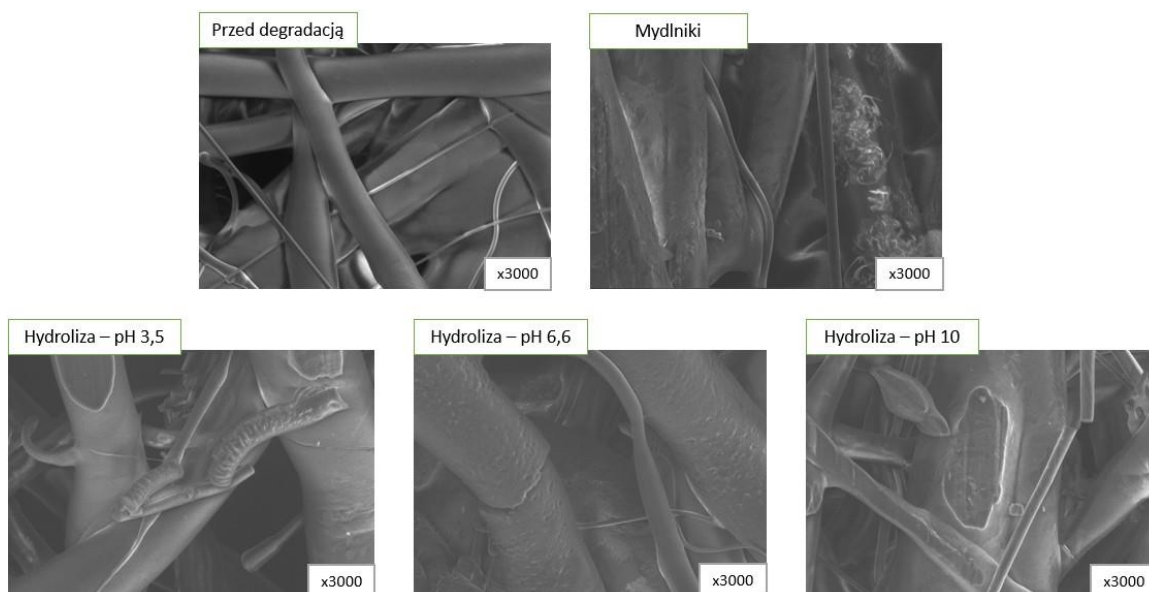 Przed degradacją
Mydlniki
x3000
x3000
Hydroliza – pH 3,5
Hydroliza – pH 6,6
Hydroliza – pH 10
x3000
x3000
x3000